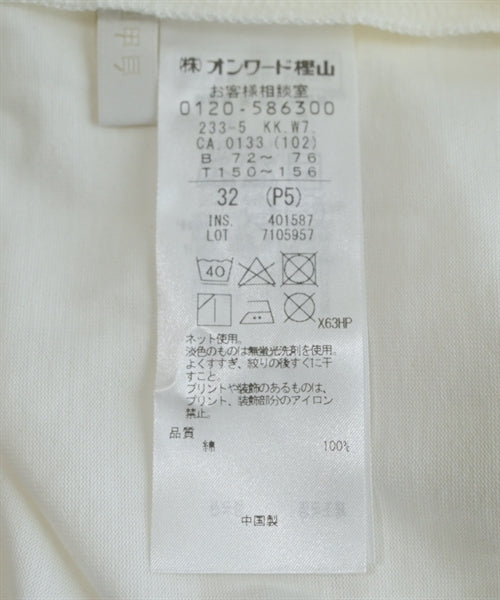 ㈱オンワード樫山
お客様相談室
0120-586300
233-5 KK.W7.
CA.0133 (102)
B 72～ 76
T150～156
32 (P5)
INS. 401587
LOT 7105957
40
X63HP
ネット使用。
淡色のものは無蛍光洗剤を使用。
よくすすぎ、絞りの後すぐに干
すこと。
プリントや装飾のあるものは、
プリント、装飾部分のアイロン
禁止。
品質
綿 100%
中国製